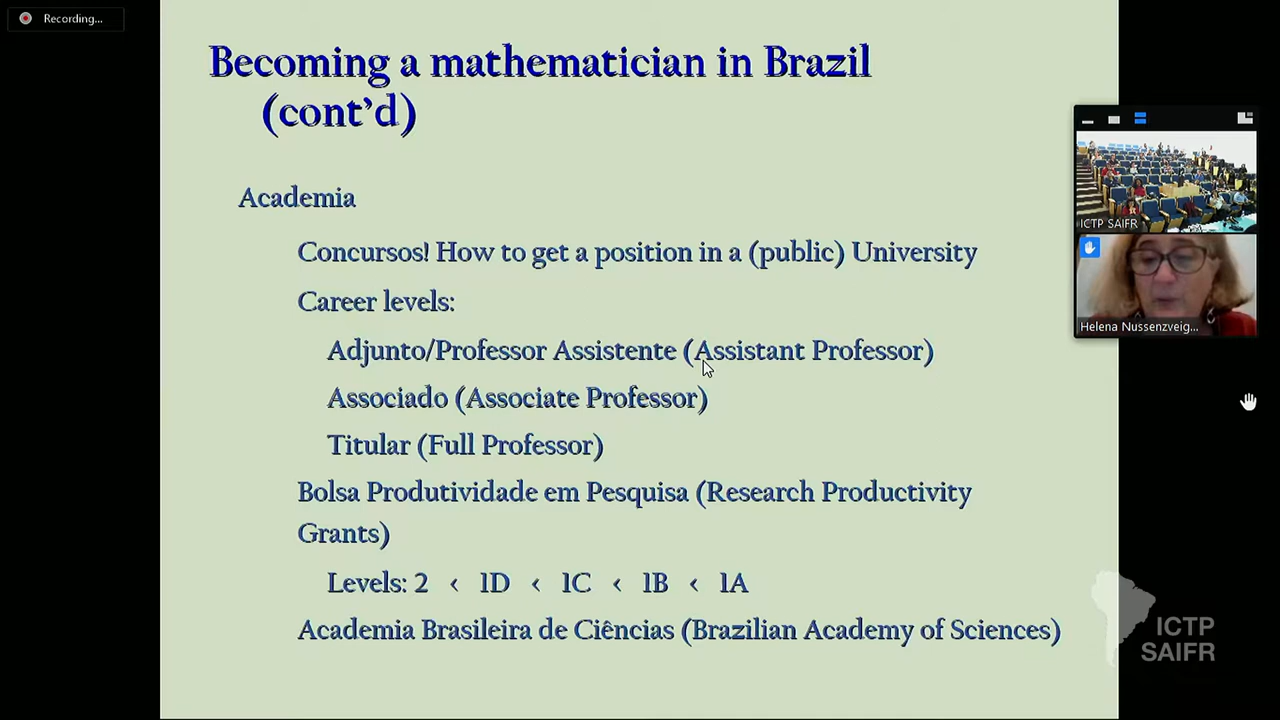 Recording...
Becoming a mathematician in Brazil
(cont’d)
Academia
Concursos! How to get a position in a (public) University
Career levels:
Adjunto/Professor Assistente (Assistant Professor)
Associado (Associate Professor)
Titular (Full Professor)
Bolsa Produtividade em Pesquisa (Research Productivity
Grants)
Levels: 2 < 1D < 1C < 1B < 1A
Academia Brasileira de Ciências (Brazilian Academy of Sciences)
ICTP SAIFR
Helena Nussenzveig...
ICTP
SAIFR